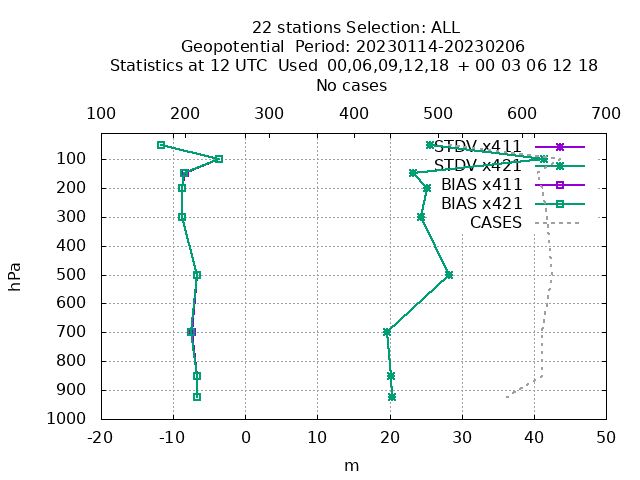 22 stations Selection: ALL
Geopotential  Period: 20230114-20230206
Statistics at 12 UTC  Used  00,06,09,12,18  + 00 03 06 12 18
No cases
100 200 300 400 500 600 700
STDV x411
STDV x421
BIAS x411
BIAS x421
CASES
hPa
100
200
300
400
500
600
700
800
900
1000
-20 -10 0 10 20 30 40 50
m